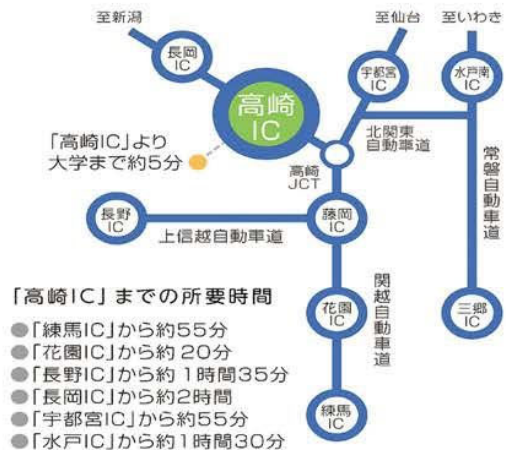 至新潟
至仙台
至いわき
長岡
IC
宇都宮
IC
水戸南
IC
高崎
IC
北関東
自動車道
「高崎IC」より
大学まで約5分
高崎
JCT
常磐自動車道
長野
IC
上信越自動車道
藤岡
IC
関越自動車道
花園
IC
三郷
IC
練馬
IC
「高崎IC」までの所要時間
●「練馬IC」から約55分
●「花園IC」から約20分
●「長野IC」から約1時間35分
●「長岡IC」から約2時間
●「宇都宮IC」から約55分
●「水戸IC」から約1時間30分